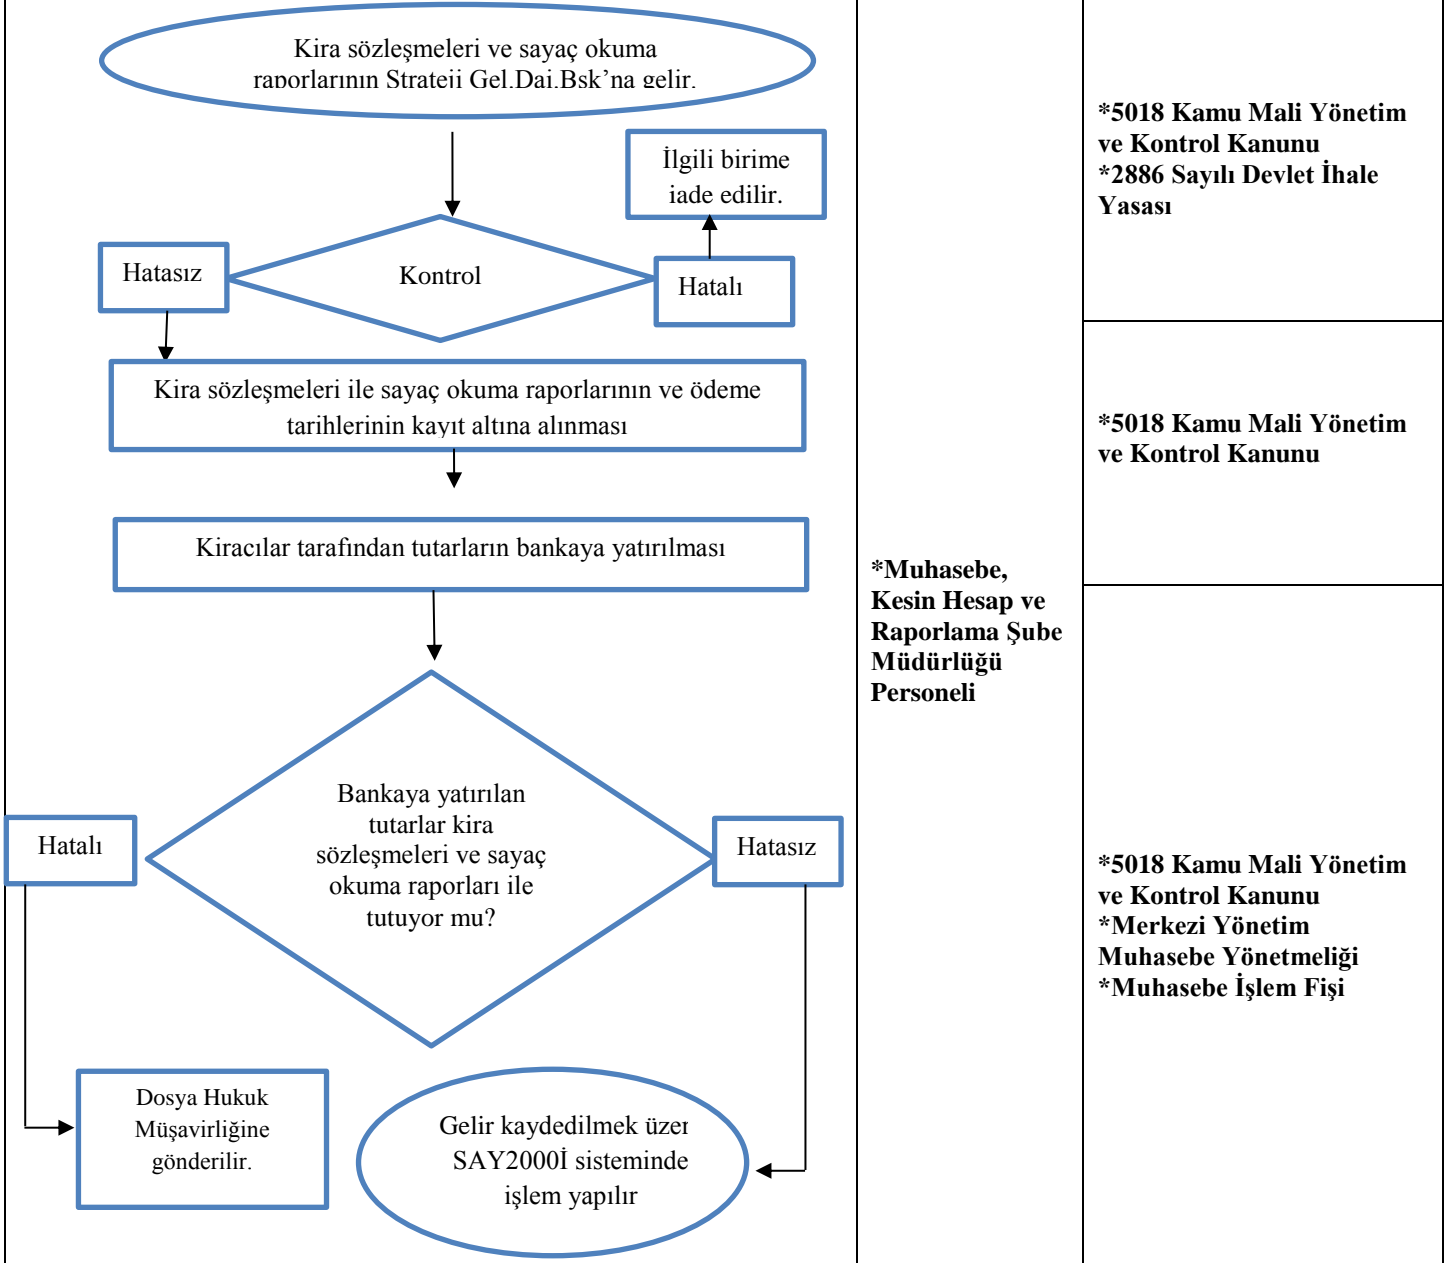 Kira sözleşmeleri ve sayaç okuma
raporlarının Strateji Gel.Dai.Bsk’na gelir.
İlgili birime
iade edilir.
Hatasız
Kontrol
Hatalı
Kira sözleşmeleri ile sayaç okuma raporlarının ve ödeme
tarihlerinin kayıt altına alınması
Kiracılar tarafından tutarların bankaya yatırılması
Bankaya yatırılan
tutarlar kira
sözleşmeleri ve sayaç
okuma raporları ile
tutuyor mu?
Hatalı
Hatasız
Dosya Hukuk
Müşavirliğine
gönderilir.
Gelir kaydedilmek üzer
SAY2000İ sisteminde
işlem yapılır
*Muhasebe,
Kesin Hesap ve
Raporlama Şube
Müdürlüğü
Personeli
*5018 Kamu Mali Yönetim
ve Kontrol Kanunu
*2886 Sayılı Devlet İhale
Yasası
*5018 Kamu Mali Yönetim
ve Kontrol Kanunu
*5018 Kamu Mali Yönetim
ve Kontrol Kanunu
*Merkezi Yönetim
Muhasebe Yönetmeliği
*Muhasebe İşlem Fişi